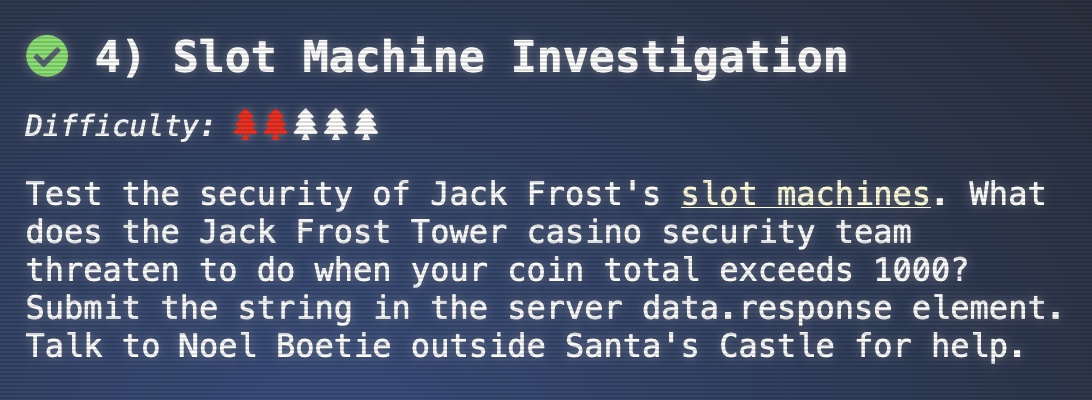 4) Slot Machine Investigation
Difficulty:
Test the security of Jack Frost's slot machines. What
does the Jack Frost Tower casino security team
threaten to do when your coin total exceeds 1000?
Submit the string in the server data.response element.
Talk to Noel Boetie outside Santa's Castle for help.